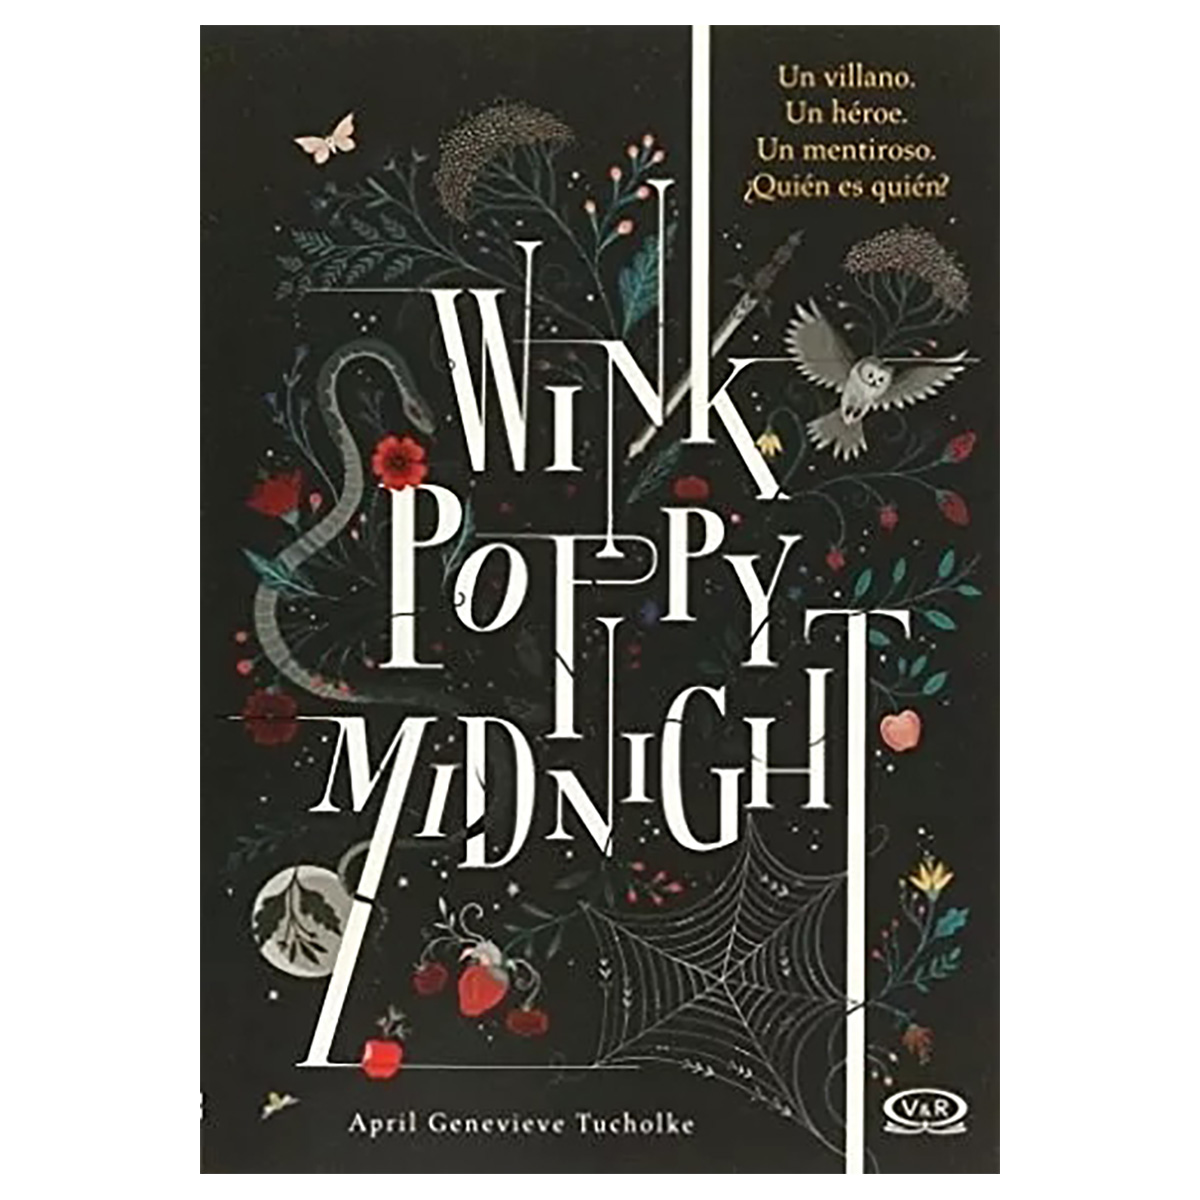 Un villano.
Un héroe.
Un mentiroso.
¿Quién es quién?
WINK
POPPY
MIDNIGHT
April Genevieve Tucholke
V&R